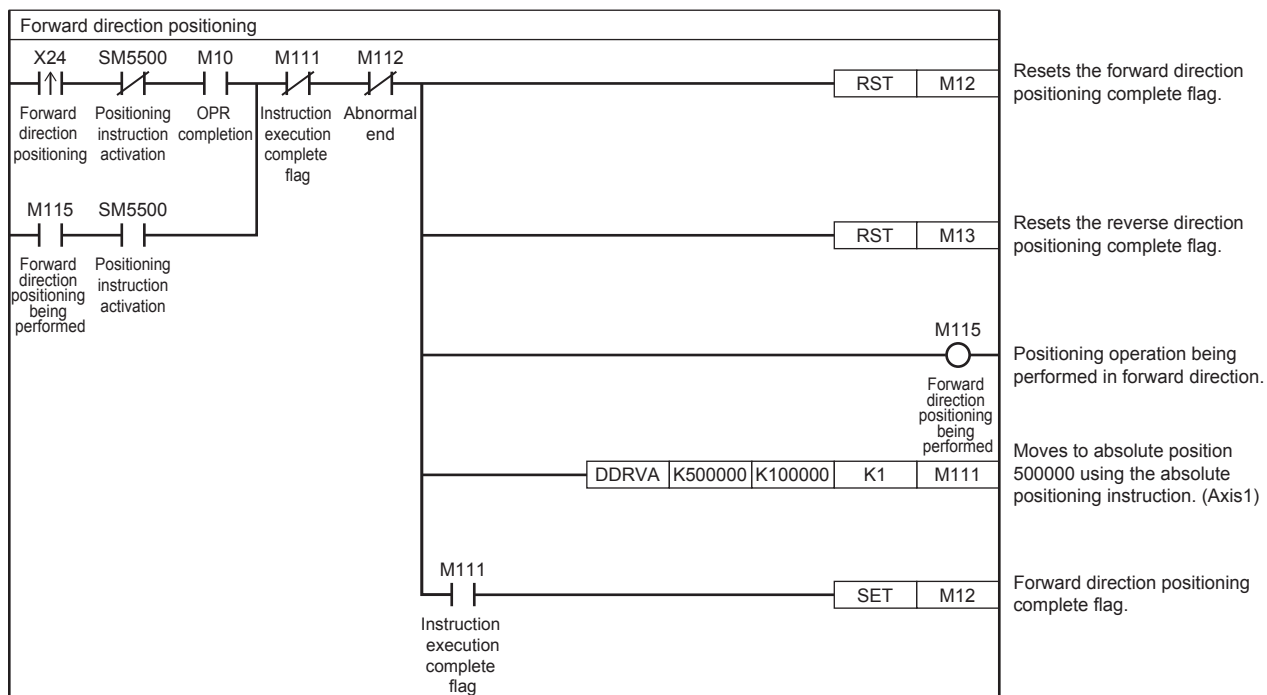 Forward direction positioning
X24 SM5500 M10 M111 M112
RST M12
Resets the forward direction
positioning complete flag.
Forward
direction
positioning
Positioning
instruction
activation
OPR
completion
Instruction
execution
complete
flag
Abnormal
end
M115 SM5500
RST M13
Resets the reverse direction
positioning complete flag.
Forward
direction
positioning
being
performed
Positioning
instruction
activation
M115
Positioning operation being
performed in forward direction.
Forward
direction
positioning
being
performed
DDRVA K500000 K100000 K1 M111
Moves to absolute position
500000 using the absolute
positioning instruction. (Axis1)
M111
SET M12
Forward direction positioning
complete flag.
Instruction
execution
complete
flag